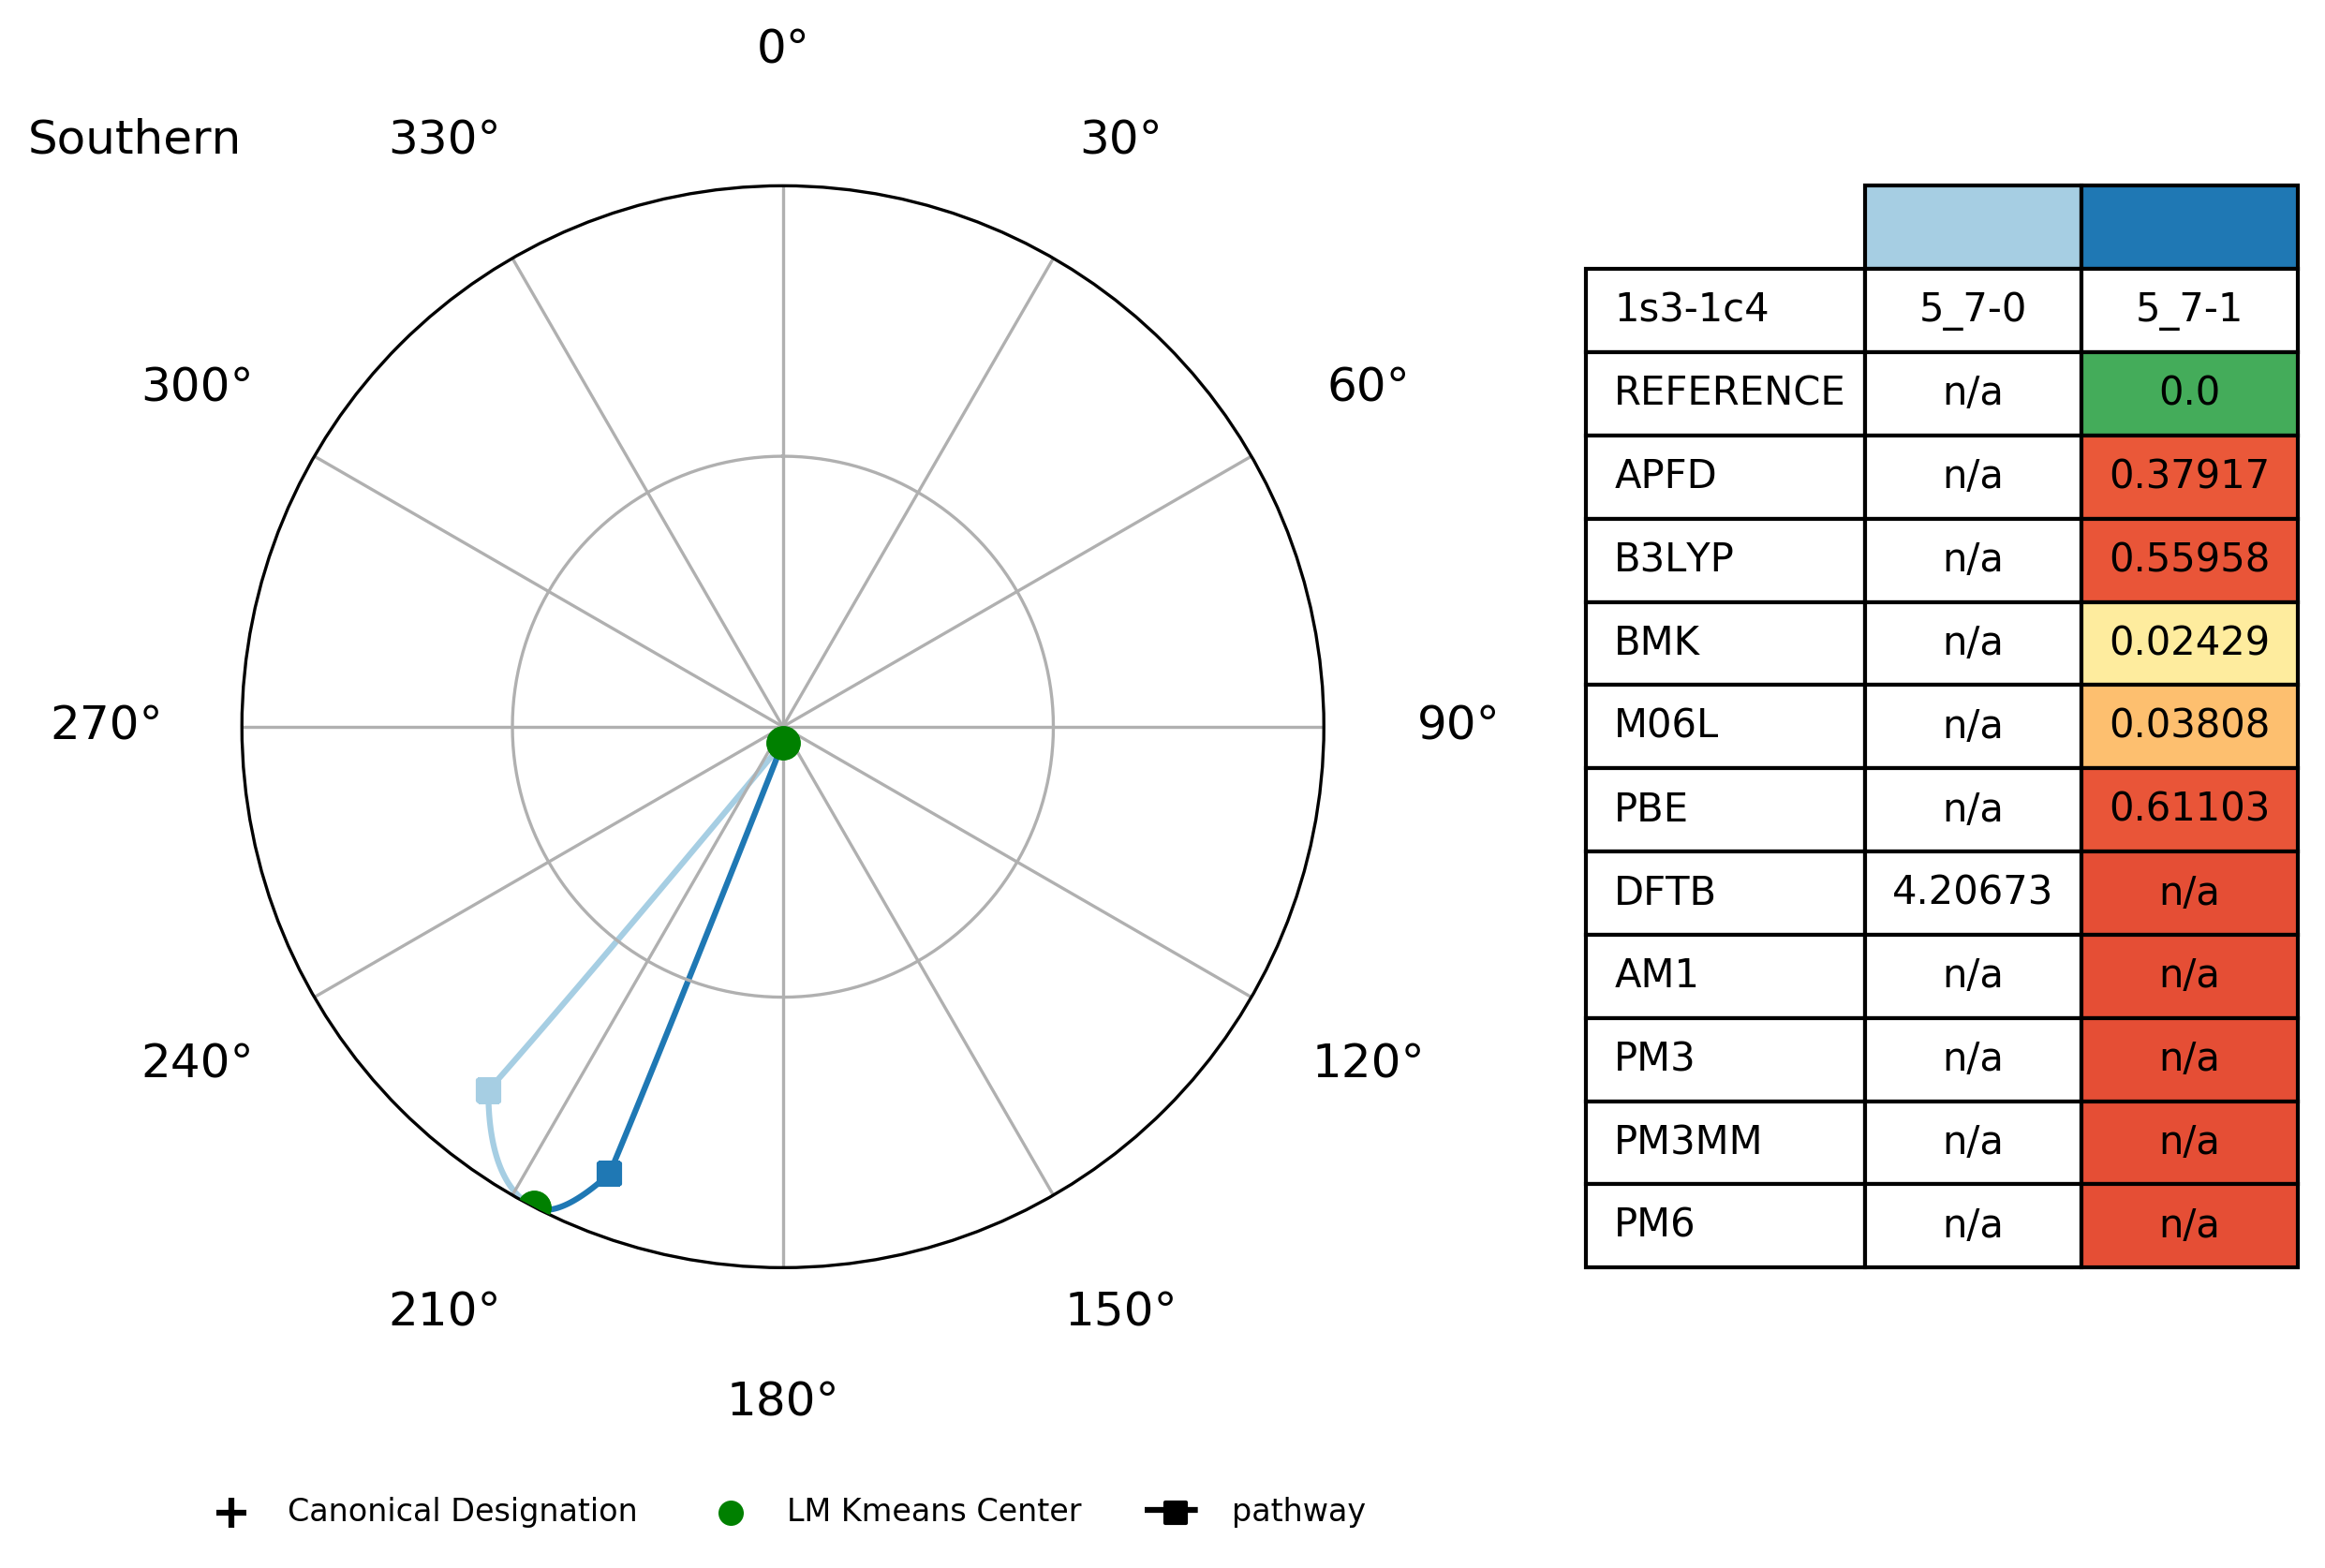 0°
Southern
330°
30°
300°
60°
270°
90°
240°
120°
210°
150°
180°
1s3-1c4 5_7-0 5_7-1
REFERENCE n/a 0.0
APFD n/a 0.37917
B3LYP n/a 0.55958
BMK n/a 0.02429
M06L n/a 0.03808
PBE n/a 0.61103
DFTB 4.20673 n/a
AM1 n/a n/a
PM3 n/a n/a
PM3MM n/a n/a
PM6 n/a n/a
Canonical Designation LM Kmeans Center pathway